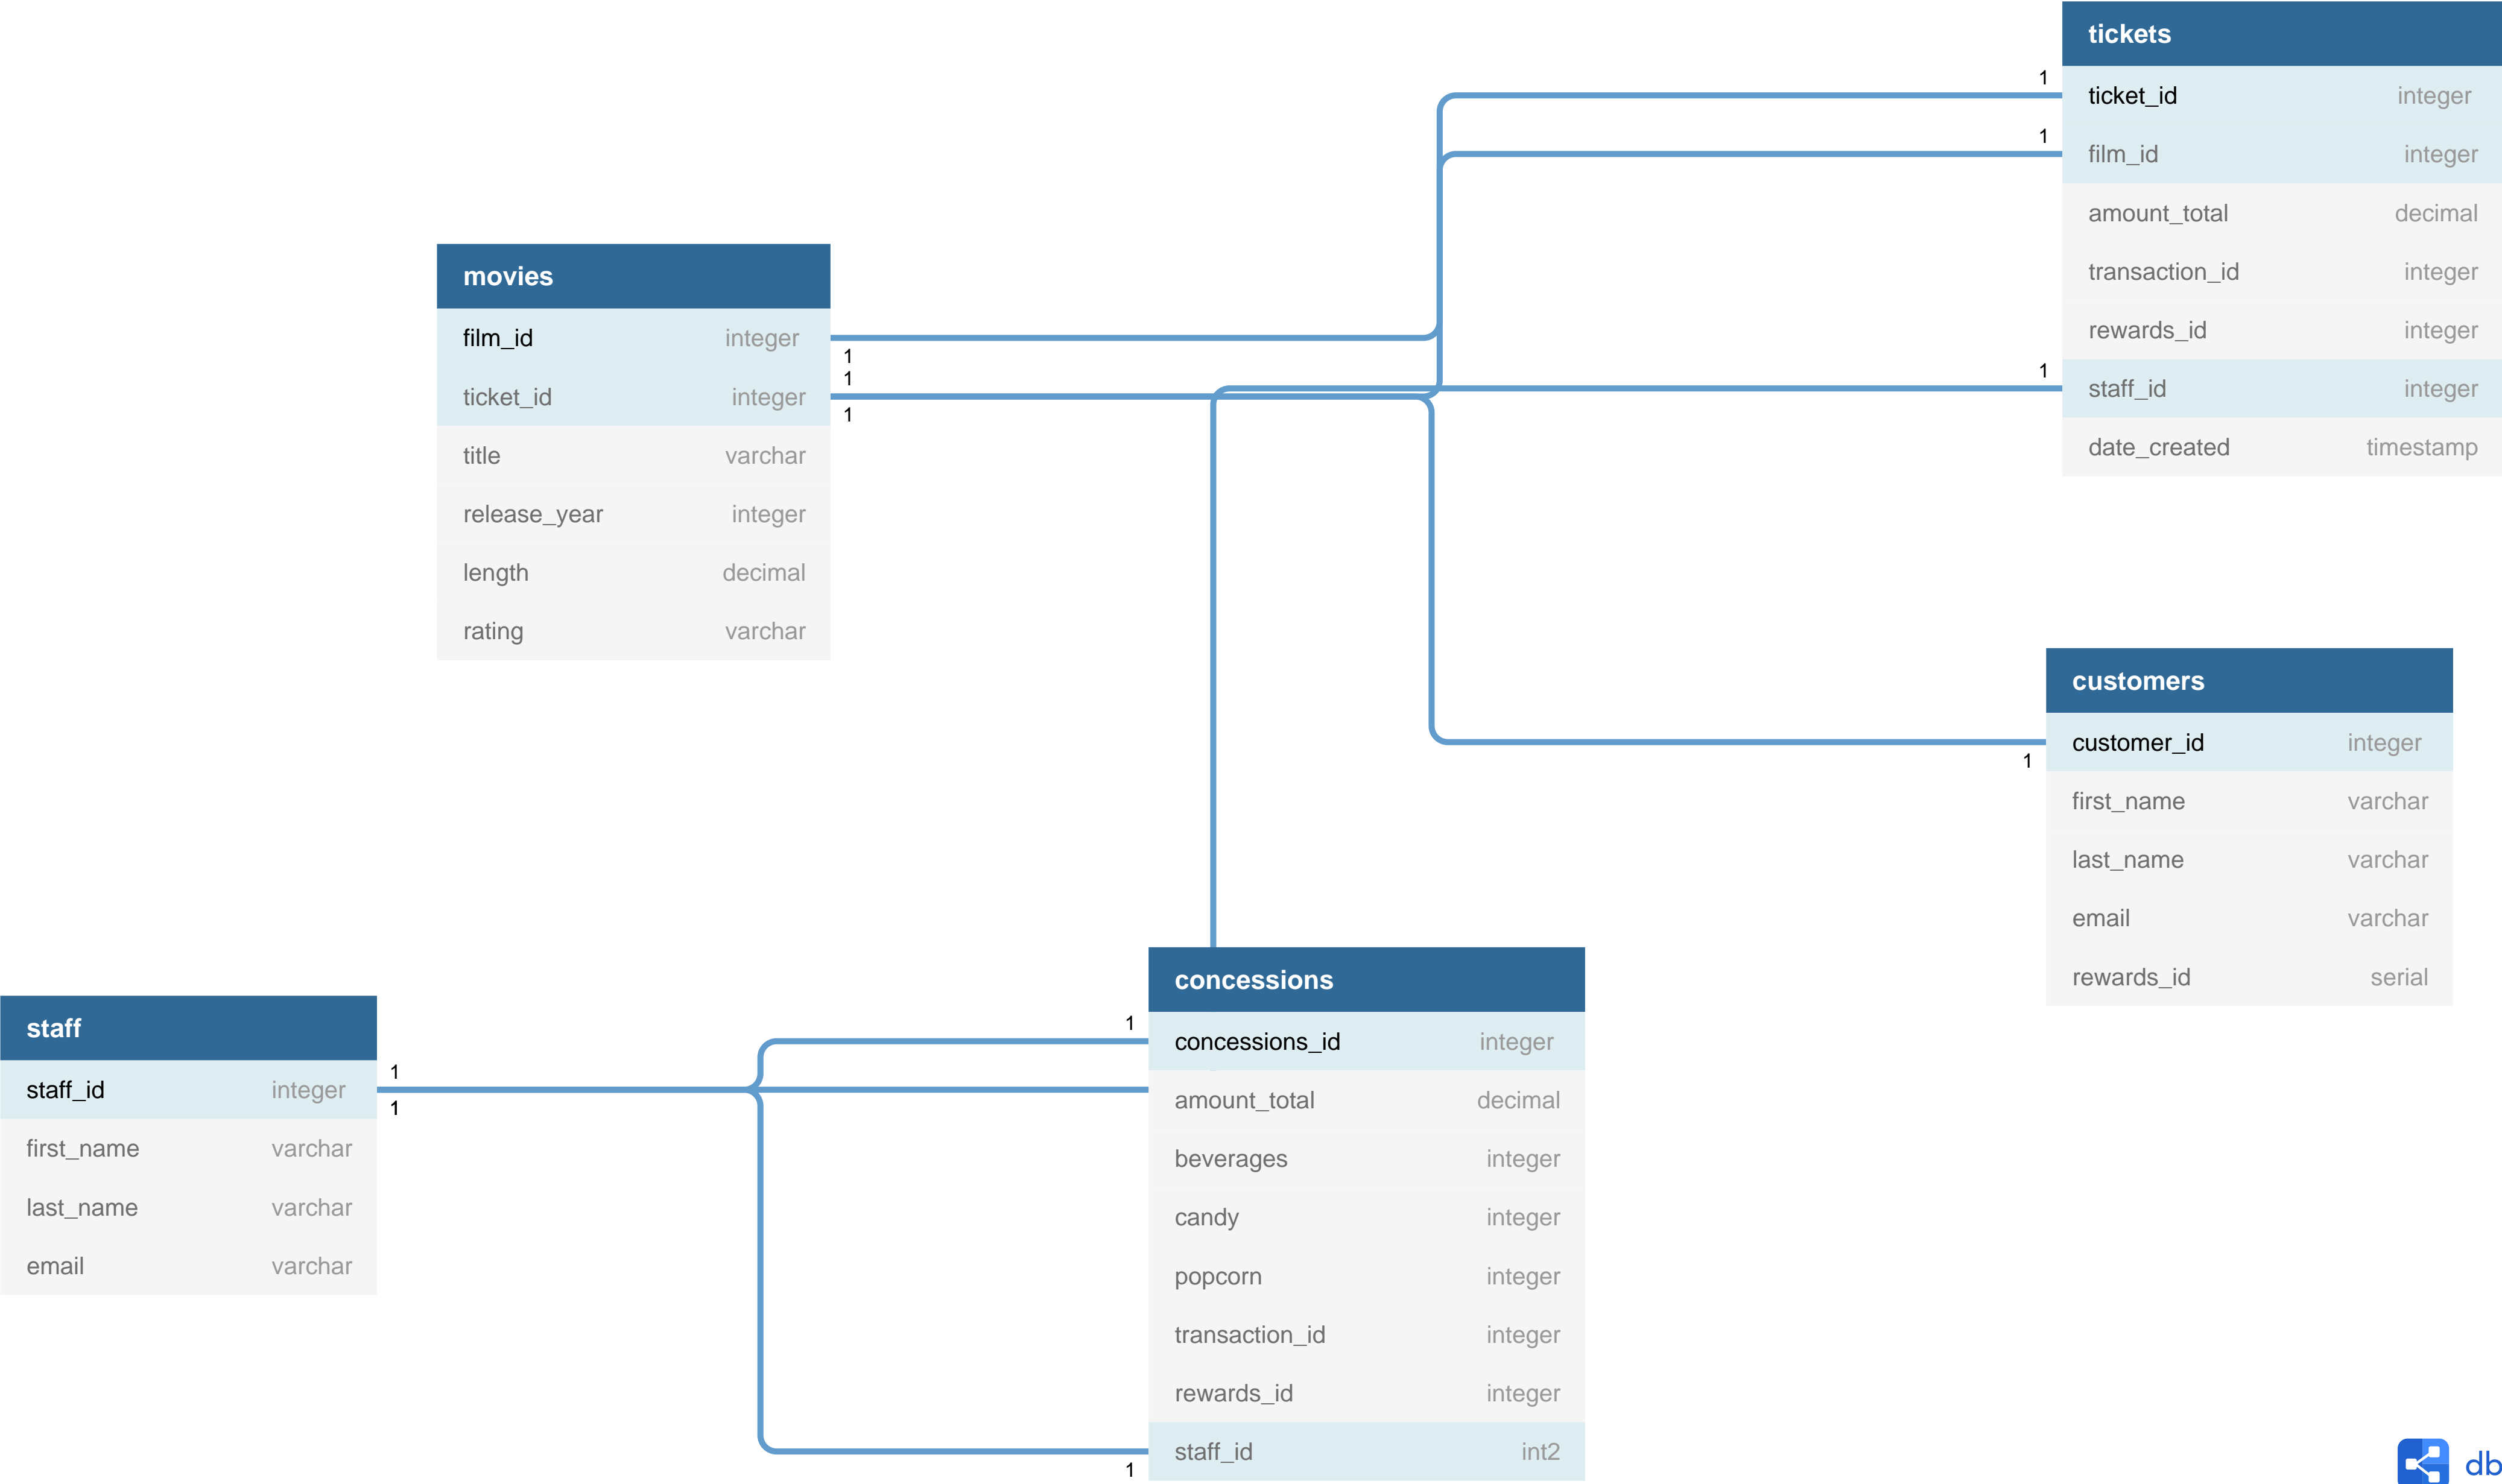 tickets
1
ticket_id integer
1
film_id integer
amount_total decimal
transaction_id integer
rewards_id integer
1
staff_id integer
date_created timestamp
movies
film_id integer
1
1
ticket_id integer
1
title varchar
release_year integer
length decimal
rating varchar
customers
customer_id integer
1
first_name varchar
last_name varchar
email varchar
rewards_id serial
concessions
1
concessions_id integer
amount_total decimal
beverages integer
candy integer
popcorn integer
transaction_id integer
rewards_id integer
staff_id int2
1
staff
1
staff_id integer
1
first_name varchar
last_name varchar
email varchar
db